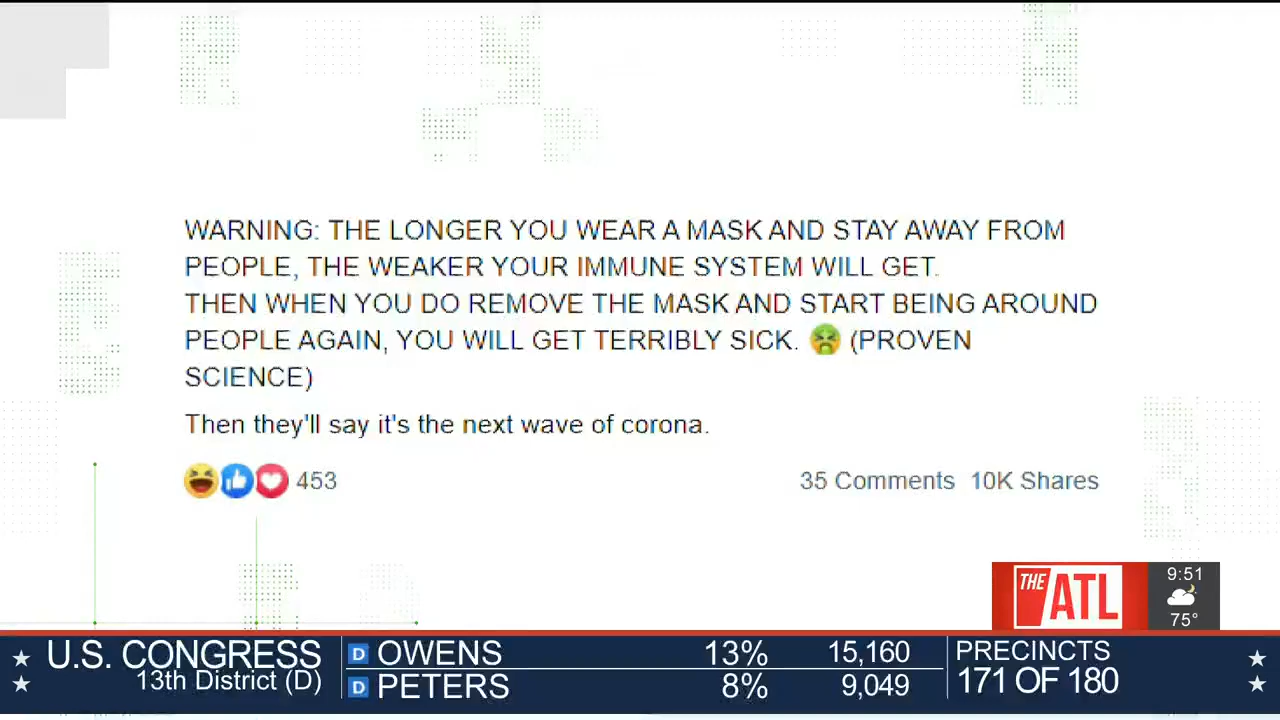 WARNING: THE LONGER YOU WEAR A MASK AND STAY AWAY FROM
PEOPLE, THE WEAKER YOUR IMMUNE SYSTEM WILL GET.
THEN WHEN YOU DO REMOVE THE MASK AND START BEING AROUND
PEOPLE AGAIN, YOU WILL GET TERRIBLY SICK. 🤮 (PROVEN
SCIENCE)
Then they'll say it's the next wave of corona.
453 35 Comments 10K Shares
THE ATL
9:51
75°
U.S. CONGRESS
13th District (D)
D OWENS 13% 15,160
D PETERS 8% 9,049
PRECINCTS
171 OF 180